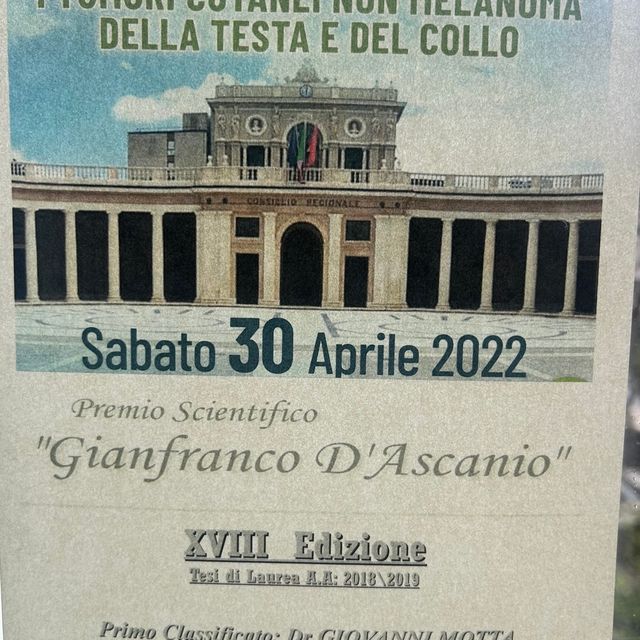 I TUMORI CUTANEI NON MELANOMA
DELLA TESTA E DEL COLLO
CONSIGLIO REGIONALE
Sabato 30 Aprile 2022
Premio Scientifico
"Gianfranco D'Ascanio"
XVIII Edizione
Tesi di Laurea A.A: 2018\2019
Primo Classificato: Dr GIOVANNI MOTTA